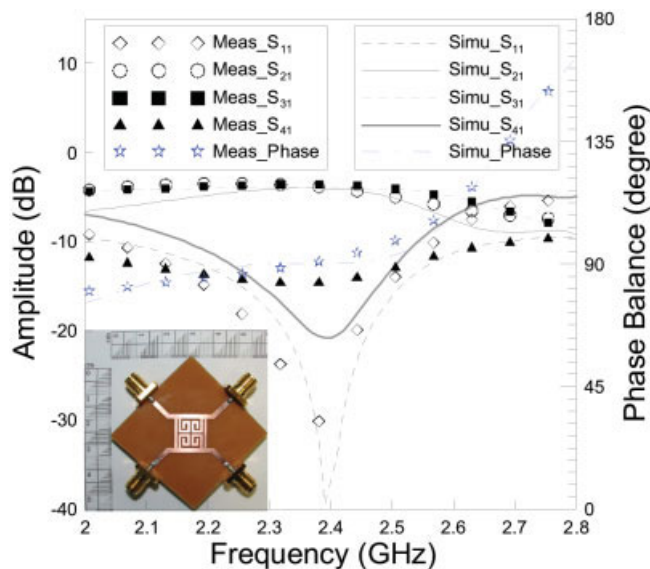 15
5
0
-10
-20
-30
-40
Amplitude (dB)
Meas_S11
Meas_S21
Meas_S31
Meas_S41
Meas_Phase
Simu_S11
Simu_S21
Simu_S31
Simu_S41
Simu_Phase
180
135
90
45
0
Phase Balance (degree)
2 2.1 2.2 2.3 2.4 2.5 2.6 2.7 2.8
Frequency (GHz)